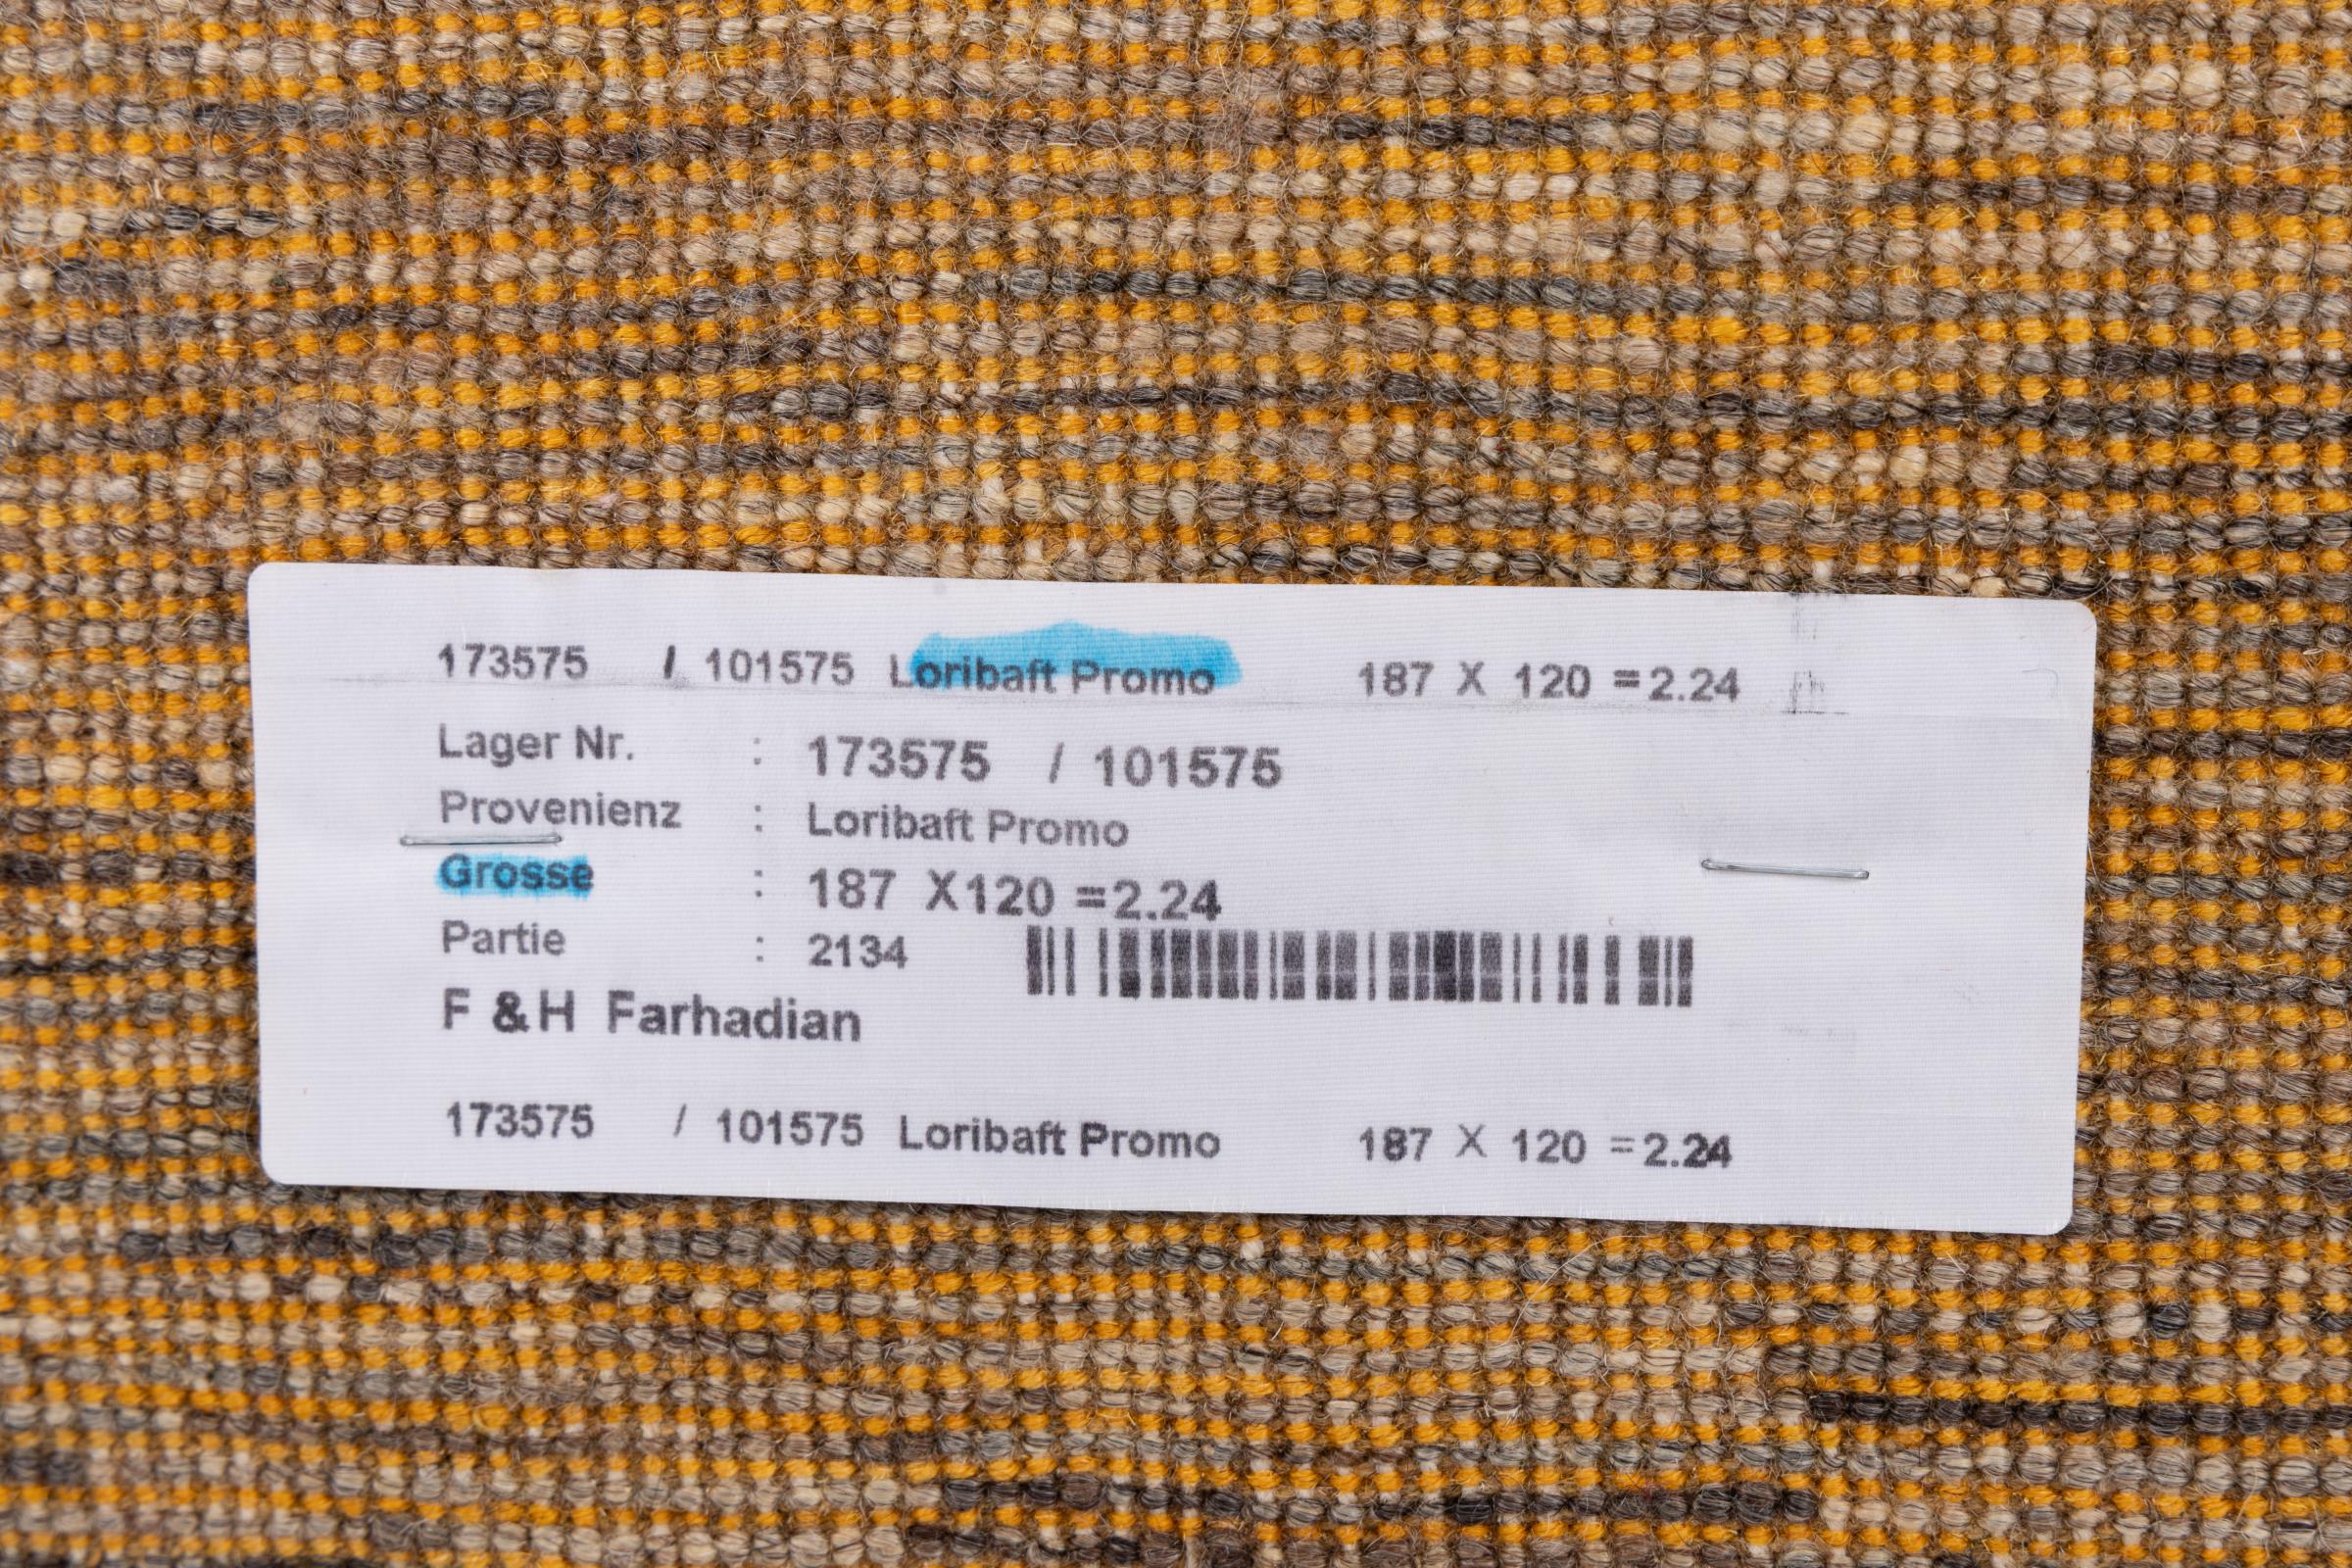 173575 / 101575 Loribaft Promo 187 X 120 =2.24
Lager Nr. : 173575 / 101575
Provenienz : Loribaft Promo
Grosse : 187 X120 =2.24
Partie : 2134
F &H Farhadian
173575 / 101575 Loribaft Promo 187 X 120 =2.24